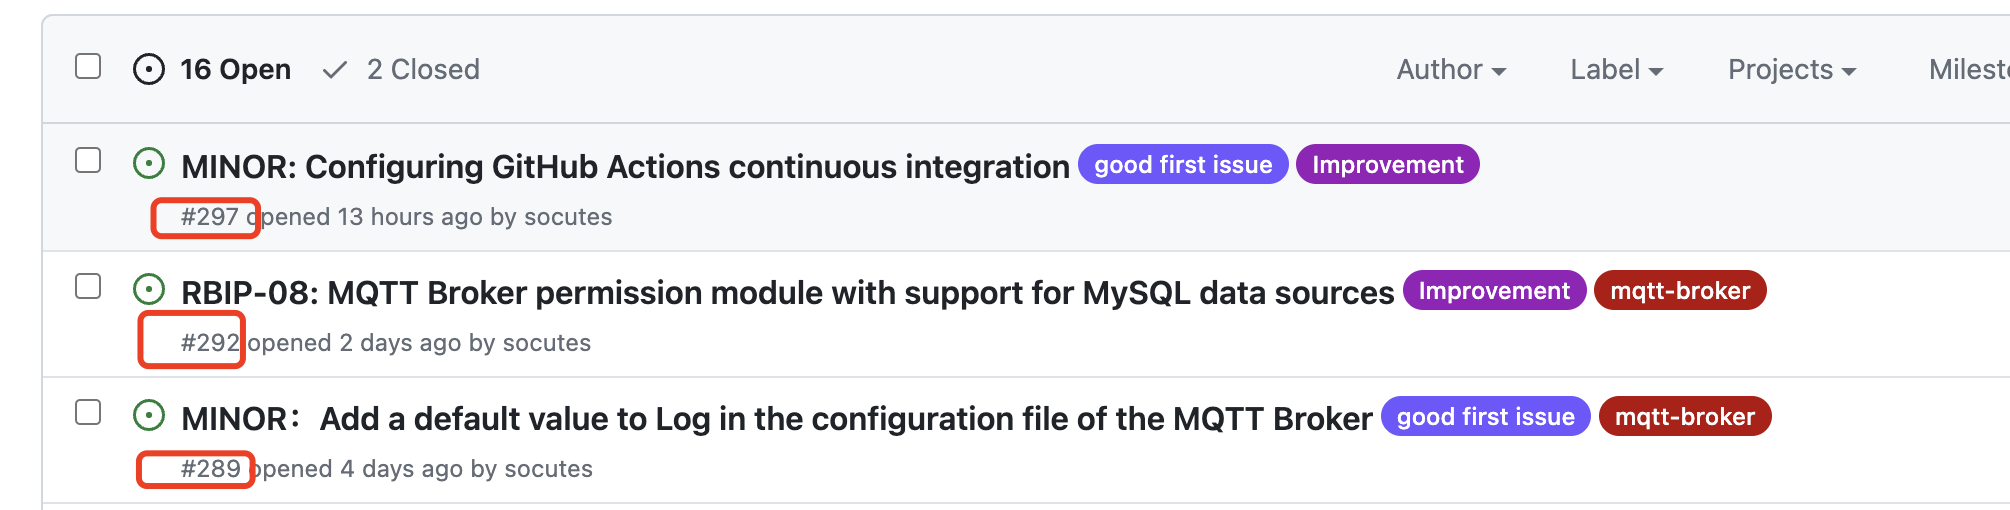 16 Open 2 Closed Author Label Projects
MINOR: Configuring GitHub Actions continuous integration good first issue Improvement
#297 opened 13 hours ago by socutes
RBIP-08: MQTT Broker permission module with support for MySQL data sources Improvement mqtt-broker
#292 opened 2 days ago by socutes
MINOR：Add a default value to Log in the configuration file of the MQTT Broker good first issue mqtt-broker
#289 opened 4 days ago by socutes